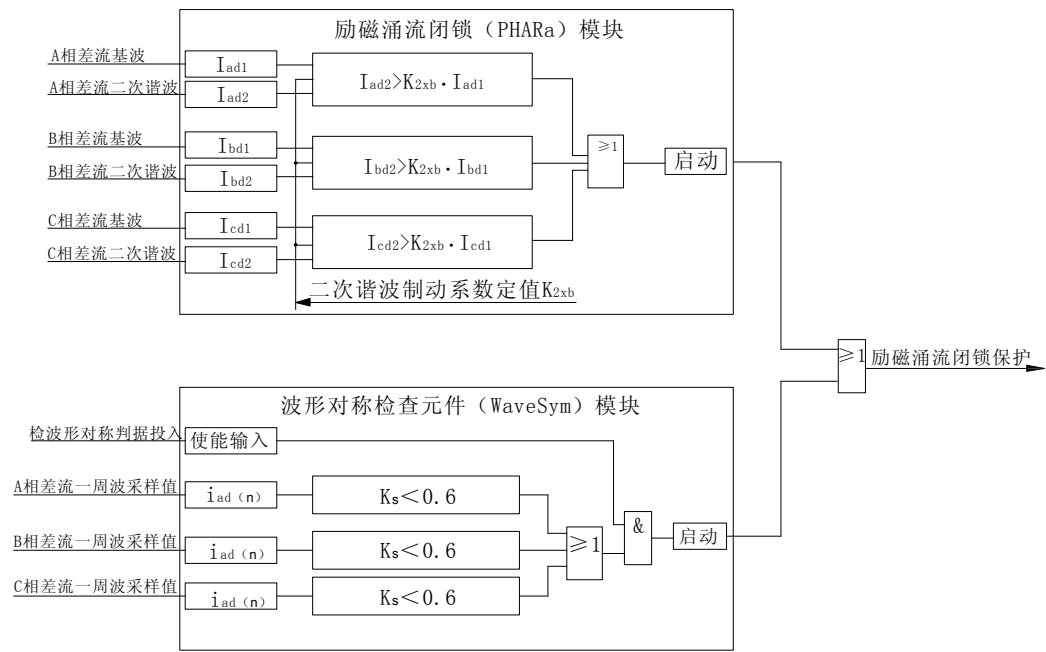 励磁涌流闭锁（PHARa）模块
A相差流基波
Iad1
Iad2>K2xb·Iad1
A相差流二次谐波
Iad2
B相差流基波
Ibd1
Ibd2>K2xb·Ibd1
≥1
启动
B相差流二次谐波
Ibd2
C相差流基波
Icd1
Icd2>K2xb·Icd1
C相差流二次谐波
Icd2
二次谐波制动系数定值K2xb
≥1
励磁涌流闭锁保护
波形对称检查元件（WaveSym）模块
检波形对称判据投入
使能输入
A相差流一周波采样值
iad（n）
Ks＜0.6
B相差流一周波采样值
iad（n）
Ks＜0.6
≥1
&
启动
C相差流一周波采样值
iad（n）
Ks＜0.6